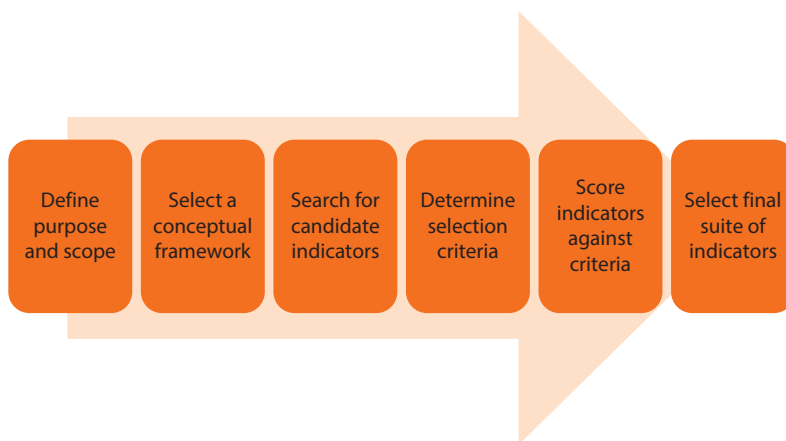 Define
purpose
and scope
Select a
conceptual
framework
Search for
candidate
indicators
Determine
selection
criteria
Score
indicators
against
criteria
Select final
suite of
indicators